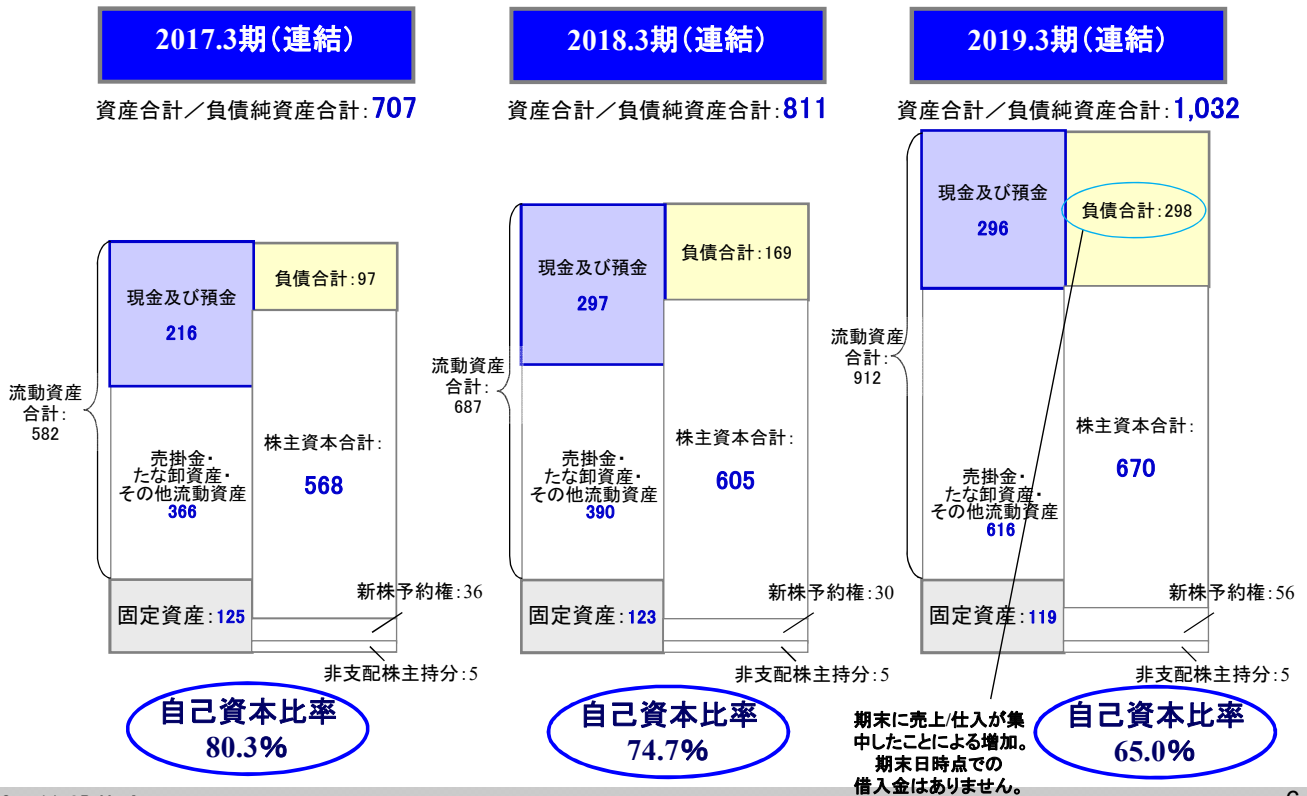 2017.3期(連結)
資産合計／負債純資産合計:707
現金及び預金
216
負債合計:97
流動資産
合計:
582
売掛金・
たな卸資産・
その他流動資産
366
株主資本合計:
568
固定資産:125
新株予約権:36
非支配株主持分:5
自己資本比率
80.3%
2018.3期(連結)
資産合計／負債純資産合計:811
現金及び預金
297
負債合計:169
流動資産
合計:
687
売掛金・
たな卸資産・
その他流動資産
390
株主資本合計:
605
固定資産:123
新株予約権:30
非支配株主持分:5
自己資本比率
74.7%
2019.3期(連結)
資産合計／負債純資産合計:1,032
現金及び預金
296
負債合計:298
流動資産
合計:
912
売掛金・
たな卸資産・
その他流動資産
616
株主資本合計:
670
固定資産:119
新株予約権:56
非支配株主持分:5
期末に売上/仕入が集
中したことによる増加。
期末日時点での
借入金はありません。
自己資本比率
65.0%